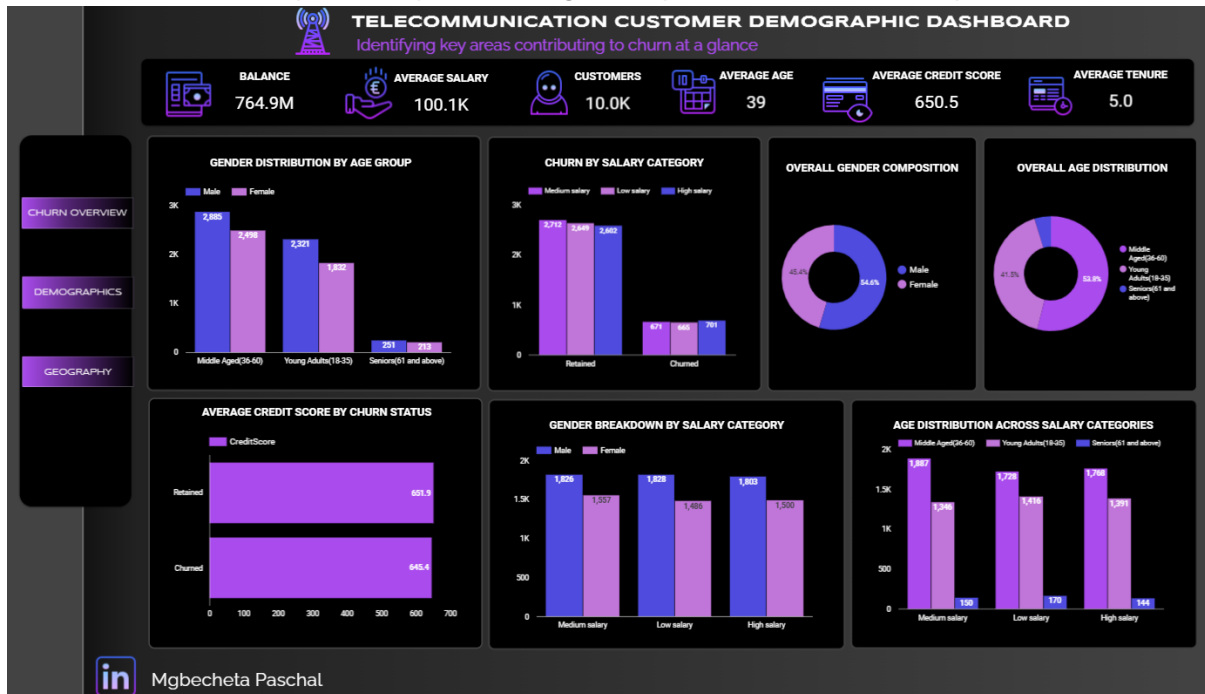 TELECOMMUNICATION CUSTOMER DEMOGRAPHIC DASHBOARD
Identifying key areas contributing to churn at a glance
BALANCE
764.9M
AVERAGE SALARY
100.1K
CUSTOMERS
10.0K
10
AVERAGE AGE
39
AVERAGE CREDIT SCORE
650.5
AVERAGE TENURE
5.0
CHURN OVERVIEW
DEMOGRAPHICS
GEOGRAPHY
GENDER DISTRIBUTION BY AGE GROUP
Male Female
3K
2K
1K
0
2,885
2,498
2,321
1,832
251
213
Middle Aged(36-60) Young Adults(18-35) Seniors(61 and above)
CHURN BY SALARY CATEGORY
Medium salary Low salary High salary
3K
2K
1K
0
2,712
2,649
2,602
671
665
701
Retained Churned
OVERALL GENDER COMPOSITION
45.4%
54.6%
Male
Female
OVERALL AGE DISTRIBUTION
41.5%
53.8%
Middle
Aged(36-60)
Young
Adults(18-35)
Seniors(61 and
above)
AVERAGE CREDIT SCORE BY CHURN STATUS
CreditScore
Retained
651.9
Churned
645.4
0 100 200 300 400 500 600 700
GENDER BREAKDOWN BY SALARY CATEGORY
Male Female
2K
1.5K
1K
500
0
1,826
1,557
1,828
1,486
1,803
1,500
Medium salary Low salary High salary
AGE DISTRIBUTION ACROSS SALARY CATEGORIES
Middle Aged(36-60) Young Adults(18-35) Seniors(61 and above)
2K
1.5K
1K
500
0
1,887
1,346
150
1,728
1,416
170
1,768
1,391
144
Medium salary Low salary High salary
in
Mgbecheta Paschal